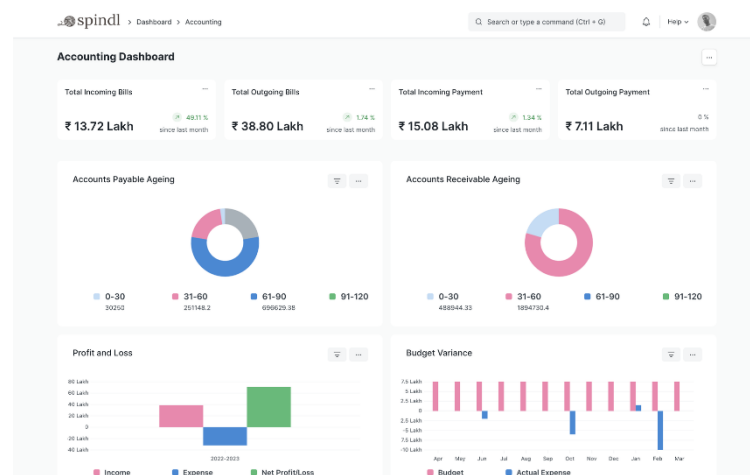 spindl > Dashboard > Accounting
Search or type a command (Ctrl + G)
Help
Accounting Dashboard
Total Incoming Bills
₹ 13.72 Lakh
49.11 %
since last month
Total Outgoing Bills
₹ 38.80 Lakh
1.74 %
since last month
Total Incoming Payment
₹ 15.08 Lakh
1.34 %
since last month
Total Outgoing Payment
₹ 7.11 Lakh
0 %
since last month
Accounts Payable Ageing
0-30
30250
31-60
251148.2
61-90
696629.38
91-120
Accounts Receivable Ageing
0-30
488944.33
31-60
1894730.4
61-90
91-120
Profit and Loss
80 Lakh
60 Lakh
40 Lakh
20 Lakh
0
-20 Lakh
-40 Lakh
2022-2023
Income
Expense
Net Profit/Loss
Budget Variance
7.5 Lakh
5 Lakh
2.5 Lakh
0
-2.5 Lakh
-5 Lakh
-7.5 Lakh
-10 Lakh
Apr May Jun Jul Aug Sep Oct Nov Dec Jan Feb Mar
Budget
Actual Expense